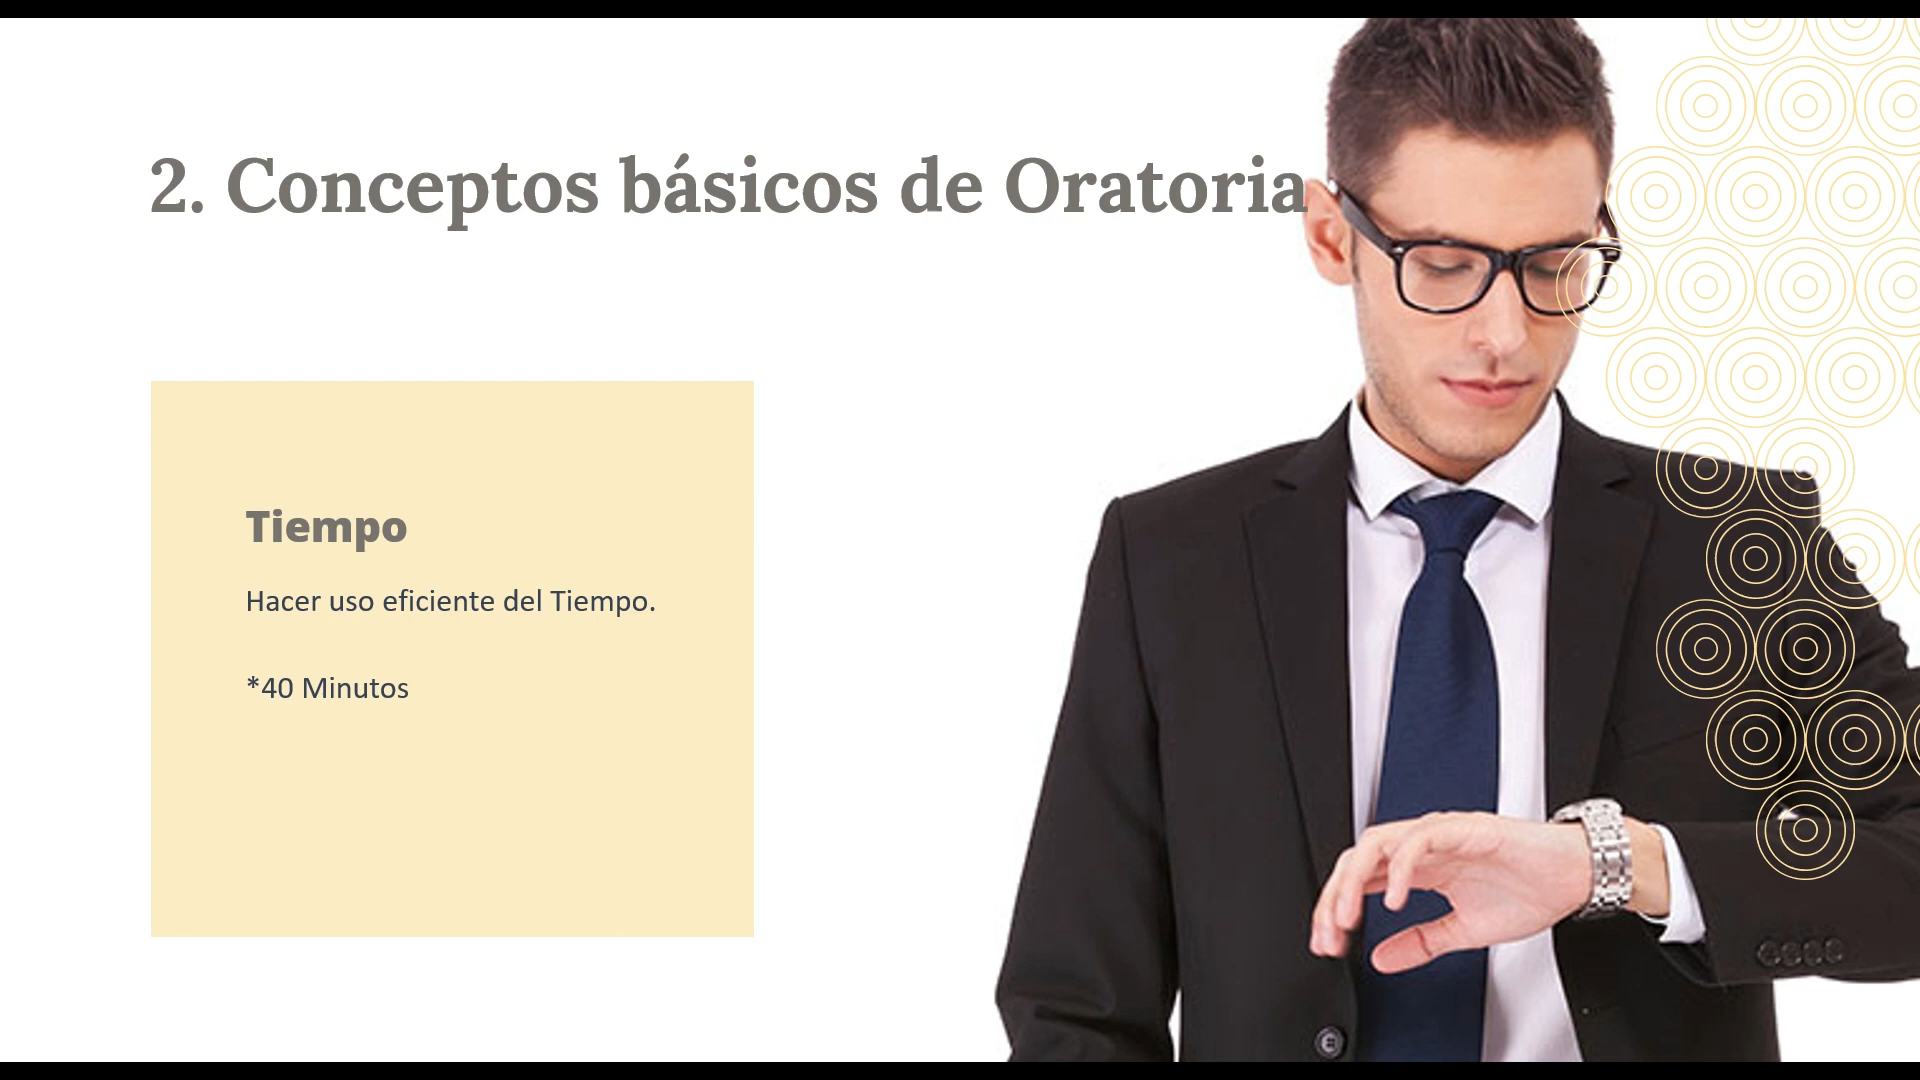 2. Conceptos básicos de Oratoria
Tiempo
Hacer uso eficiente del Tiempo.
*40 Minutos